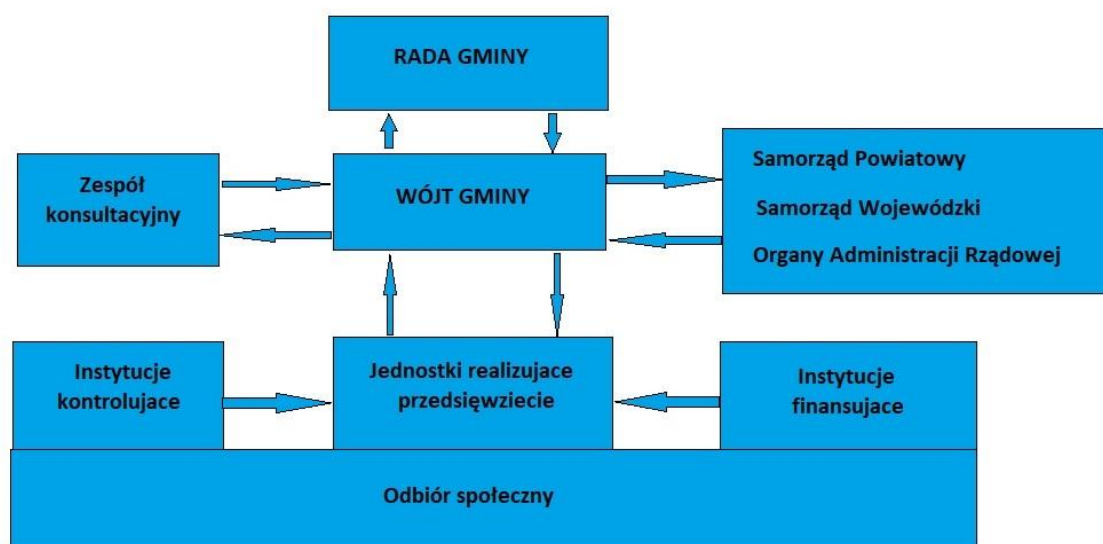 RADA GMINY
Zespół
konsultacyjny
WÓJT GMINY
Samorząd Powiatowy
Samorząd Wojewódzki
Organy Administracji Rządowej
Instytucje
kontrolujace
Jednostki realizujace
przedsięwziecie
Instytucje
finansujace
Odbiór społeczny